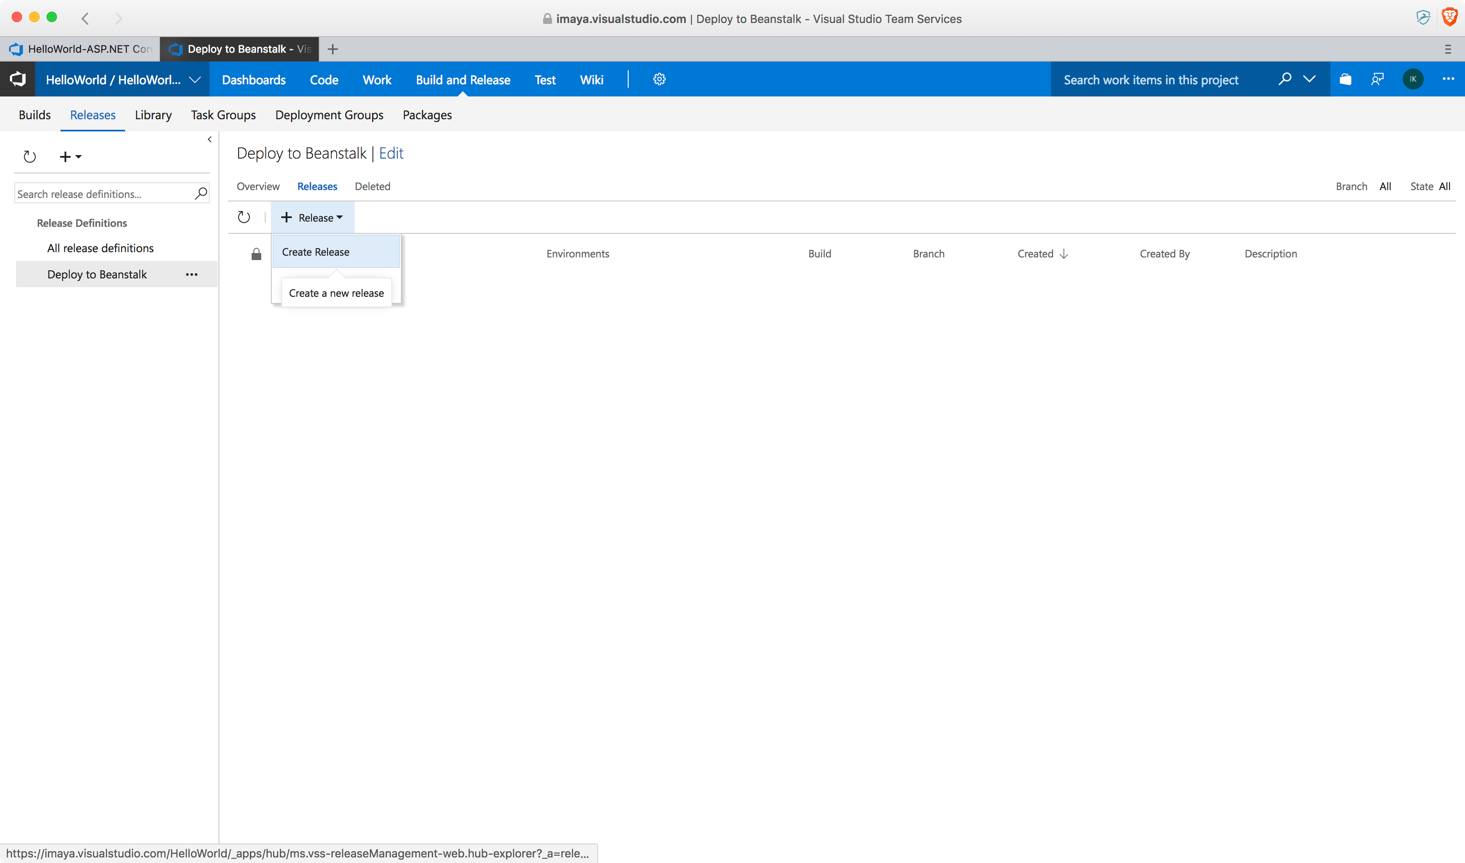 imaya.visualstudio.com | Deploy to Beanstalk - Visual Studio Team Services
HelloWorld-ASP.NET Cor
Deploy to Beanstalk - Vis
HelloWorld / HelloWorl...
Dashboards
Code
Work
Build and Release
Test
Wiki
Search work items in this project
IK
Builds
Releases
Library
Task Groups
Deployment Groups
Packages
Search release definitions...
Release Definitions
All release definitions
Deploy to Beanstalk
Deploy to Beanstalk | Edit
Overview
Releases
Deleted
Branch All
State All
Release
Create Release
Create a new release
Environments
Build
Branch
Created
Created By
Description
https://imaya.visualstudio.com/HelloWorld/_apps/hub/ms.vss-releaseManagement-web.hub-explorer?_a=rele...